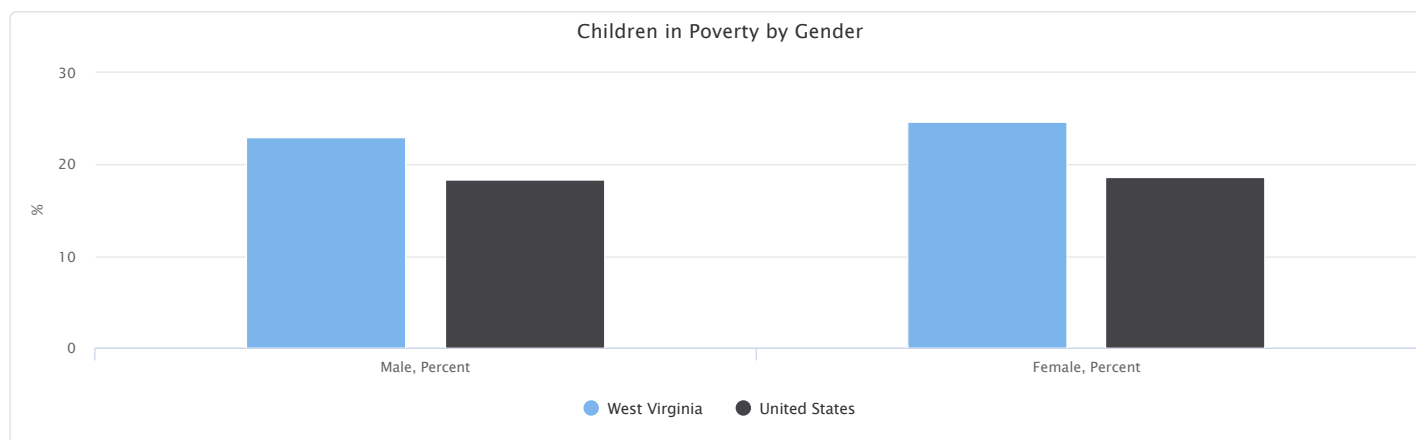 Children in Poverty by Gender
30
20
10
0
%
Male, Percent
Female, Percent
West Virginia
United States